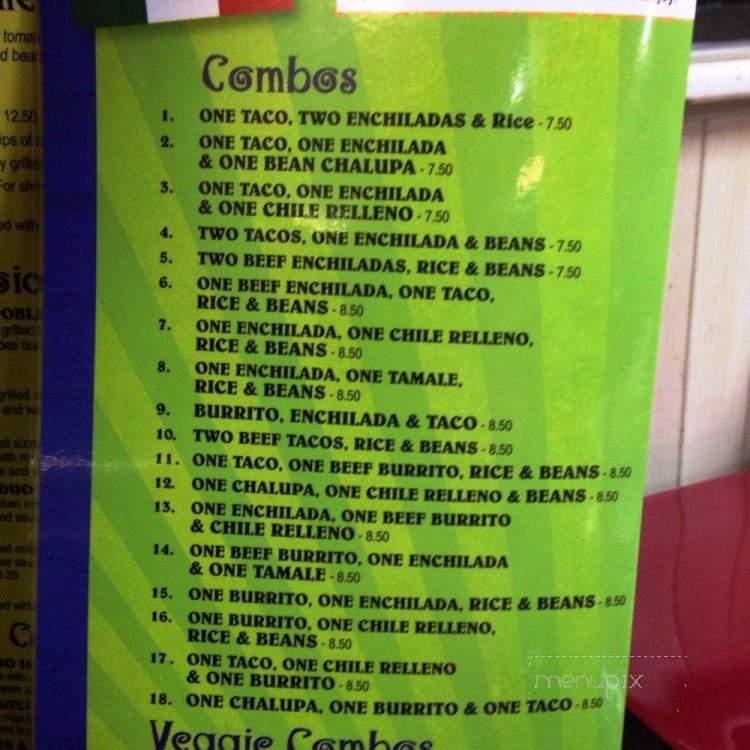 Combos
1. ONE TACO, TWO ENCHILADAS & Rice - 7.50
2. ONE TACO, ONE ENCHILADA
& ONE BEAN CHALUPA - 7.50
3. ONE TACO, ONE ENCHILADA
& ONE CHILE RELLENO - 7.50
4. TWO TACOS, ONE ENCHILADA & BEANS - 7.50
5. TWO BEEF ENCHILADAS, RICE & BEANS - 7.50
6. ONE BEEF ENCHILADA, ONE TACO,
RICE & BEANS - 8.50
7. ONE ENCHILADA, ONE CHILE RELLENO,
RICE & BEANS - 8.50
8. ONE ENCHILADA, ONE TAMALE,
RICE & BEANS - 8.50
9. BURRITO, ENCHILADA & TACO - 8.50
10. TWO BEEF TACOS, RICE & BEANS - 8.50
11. ONE TACO, ONE BEEF BURRITO, RICE & BEANS - 8.50
12. ONE CHALUPA, ONE CHILE RELLENO & BEANS - 8.50
13. ONE ENCHILADA, ONE BEEF BURRITO
& CHILE RELLENO - 8.50
14. ONE BEEF BURRITO, ONE ENCHILADA
& ONE TAMALE - 8.50
15. ONE BURRITO, ONE ENCHILADA, RICE & BEANS - 8.50
16. ONE BURRITO, ONE CHILE RELLENO,
RICE & BEANS - 8.50
17. ONE TACO, ONE CHILE RELLENO
& ONE BURRITO - 8.50
18. ONE CHALUPA, ONE BURRITO & ONE TACO - 8.50
Veggie Combos
12.50
menupix